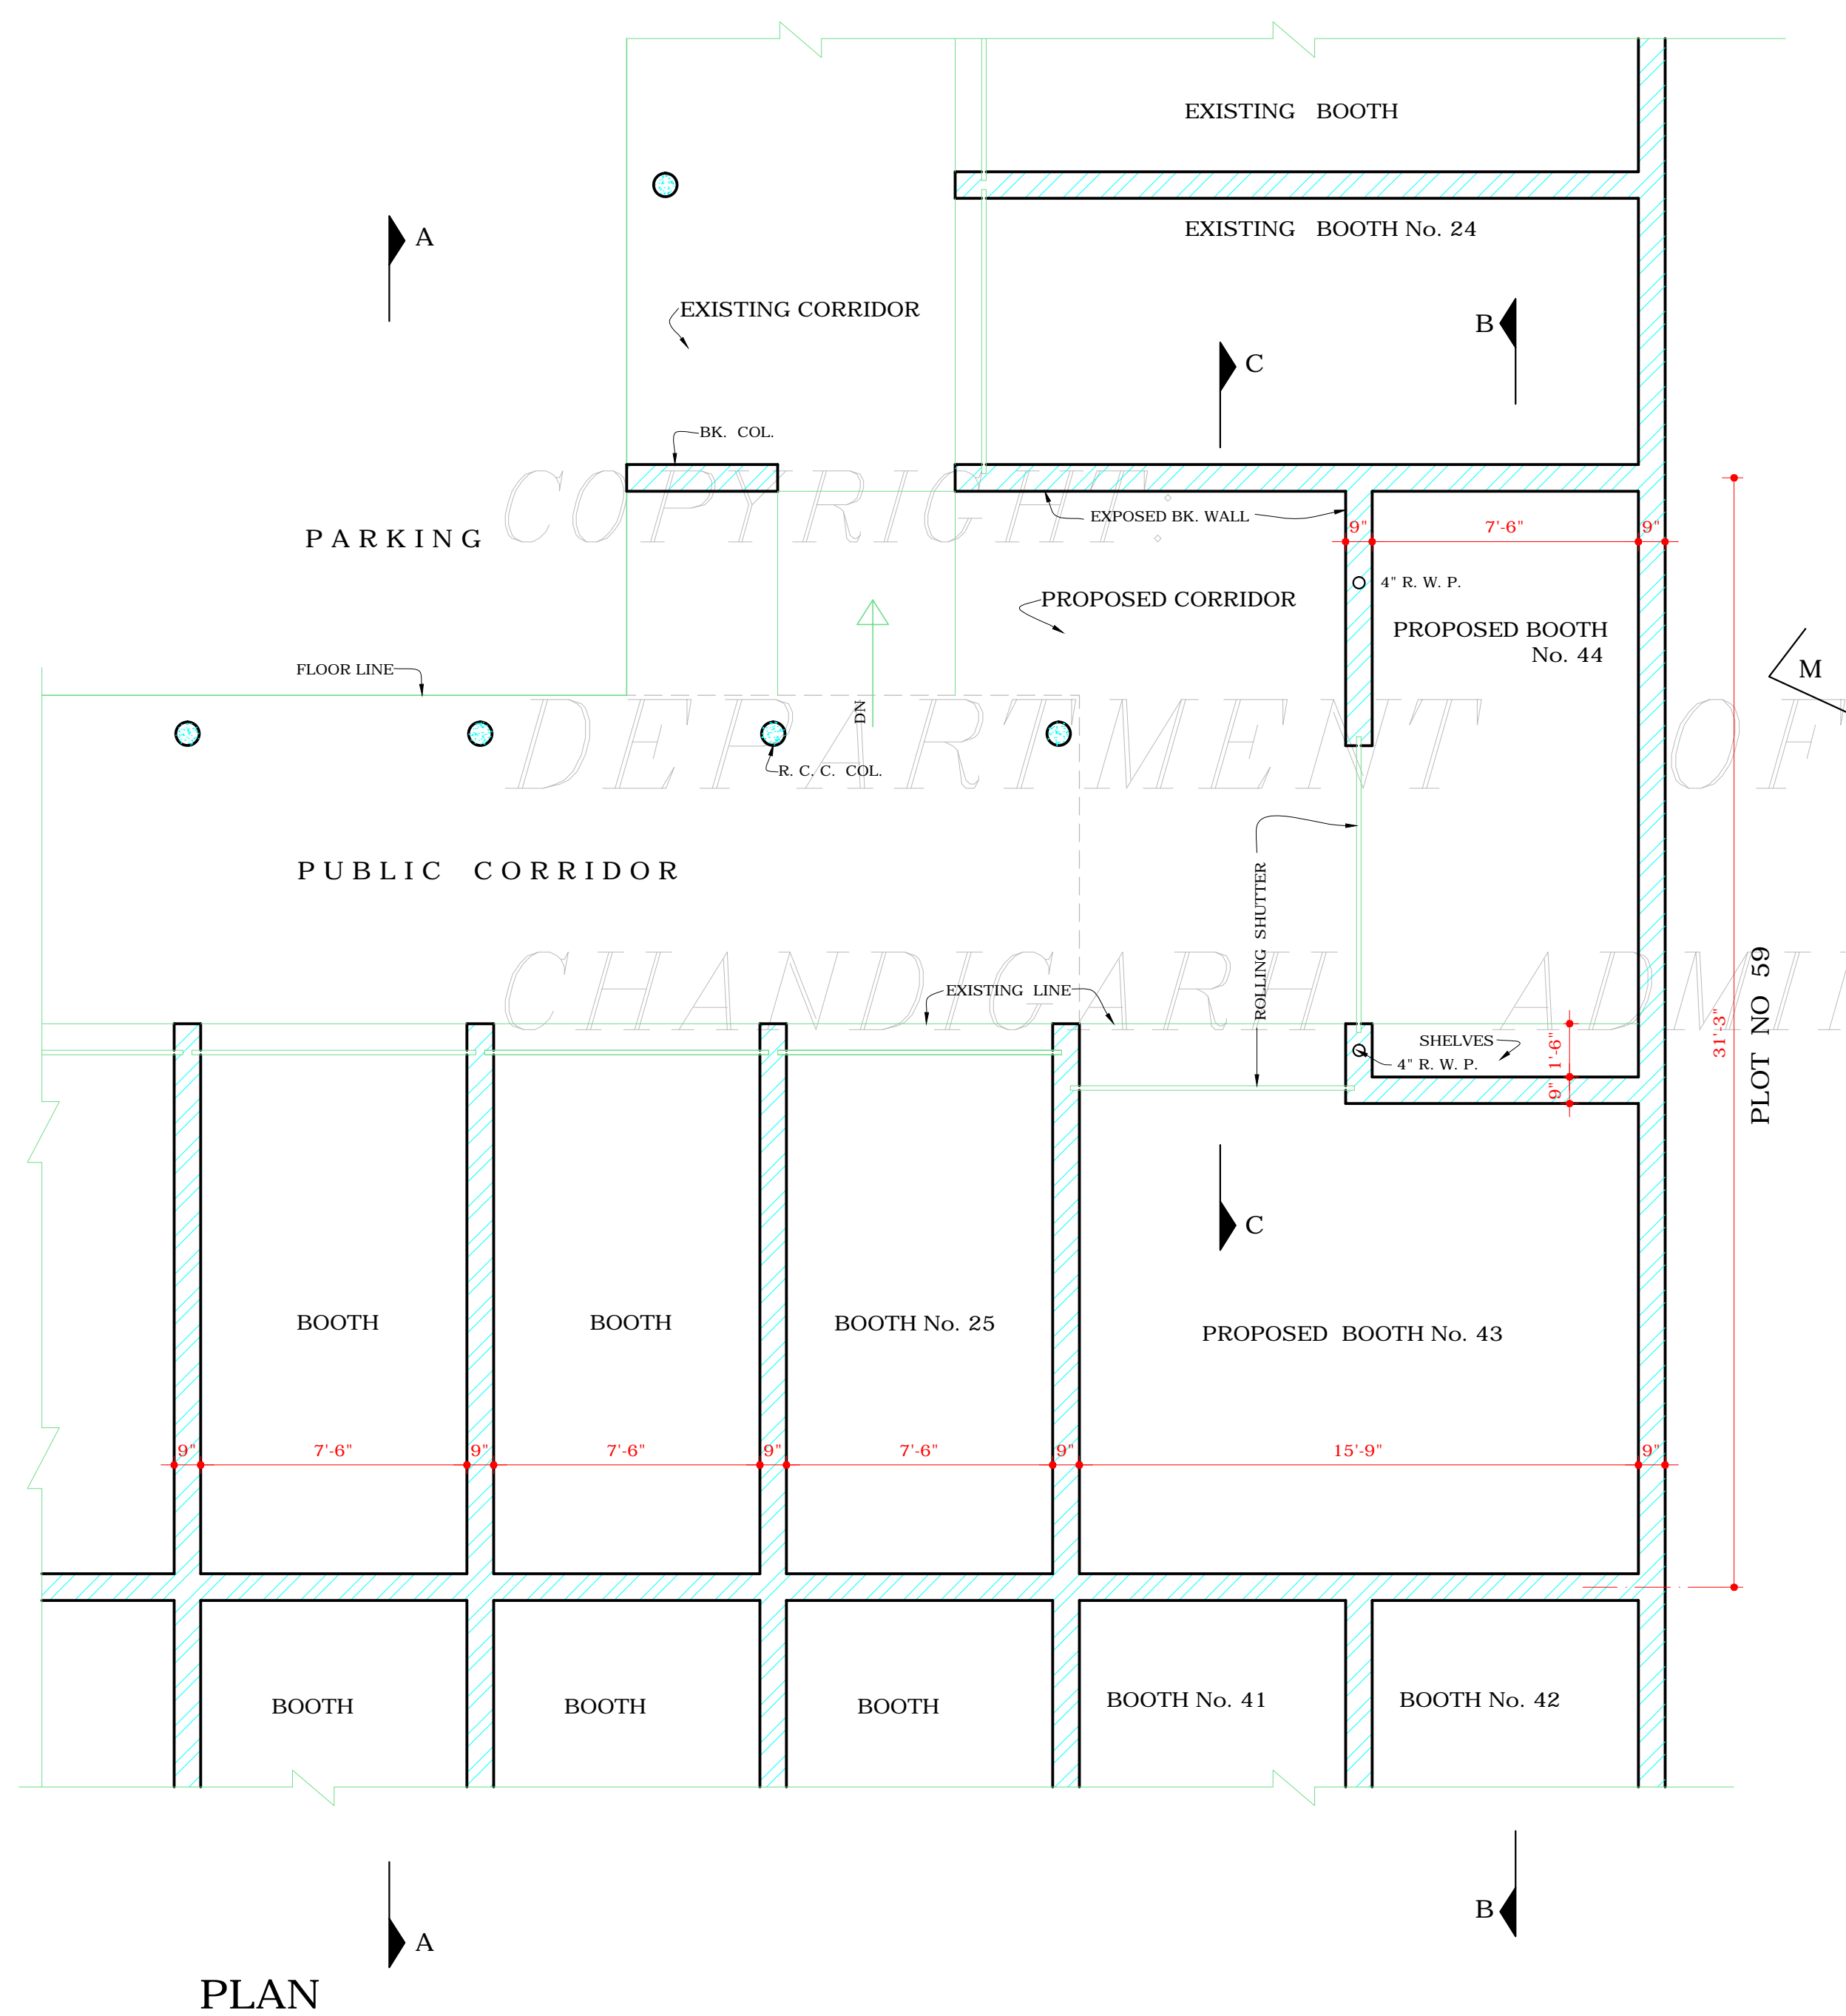 EXISTING BOOTH
EXISTING BOOTH No. 24
A
EXISTING CORRIDOR
B
C
BK. COL.
COPYRIGHT:
EXPOSED BK. WALL
9" 7'-6" 9"
PARKING
4" R. W. P.
PROPOSED CORRIDOR
PROPOSED BOOTH
No. 44
FLOOR LINE
M
DN
DEPARTMENT OF
R. C. C. COL.
PUBLIC CORRIDOR
ROLLING SHUTTER
CHANDIGARH ADMI
EXISTING LINE
PLOT NO 59
31'-3"
SHELVES
1'-6"
4" R. W. P.
9"
C
BOOTH
BOOTH
BOOTH No. 25
PROPOSED BOOTH No. 43
9" 7'-6" 9" 7'-6" 9" 7'-6" 9" 15'-9" 9"
BOOTH
BOOTH
BOOTH
BOOTH No. 41
BOOTH No. 42
B
A
PLAN